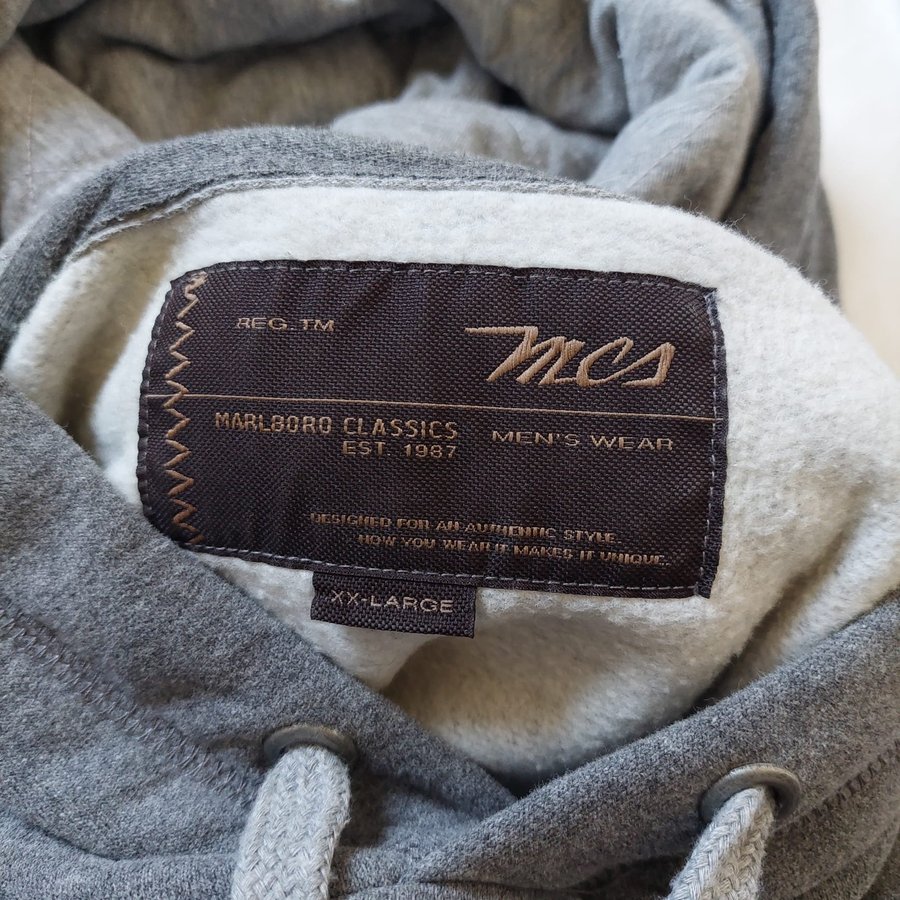 REG. TM
mcs
MARLBORO CLASSICS
EST 1987
MEN'S WEAR
DESIGNED FOR AN AUTHENTIC STYLE.
HOW YOU WEAR IT MAKES IT UNIQUE.
XX-LARGE